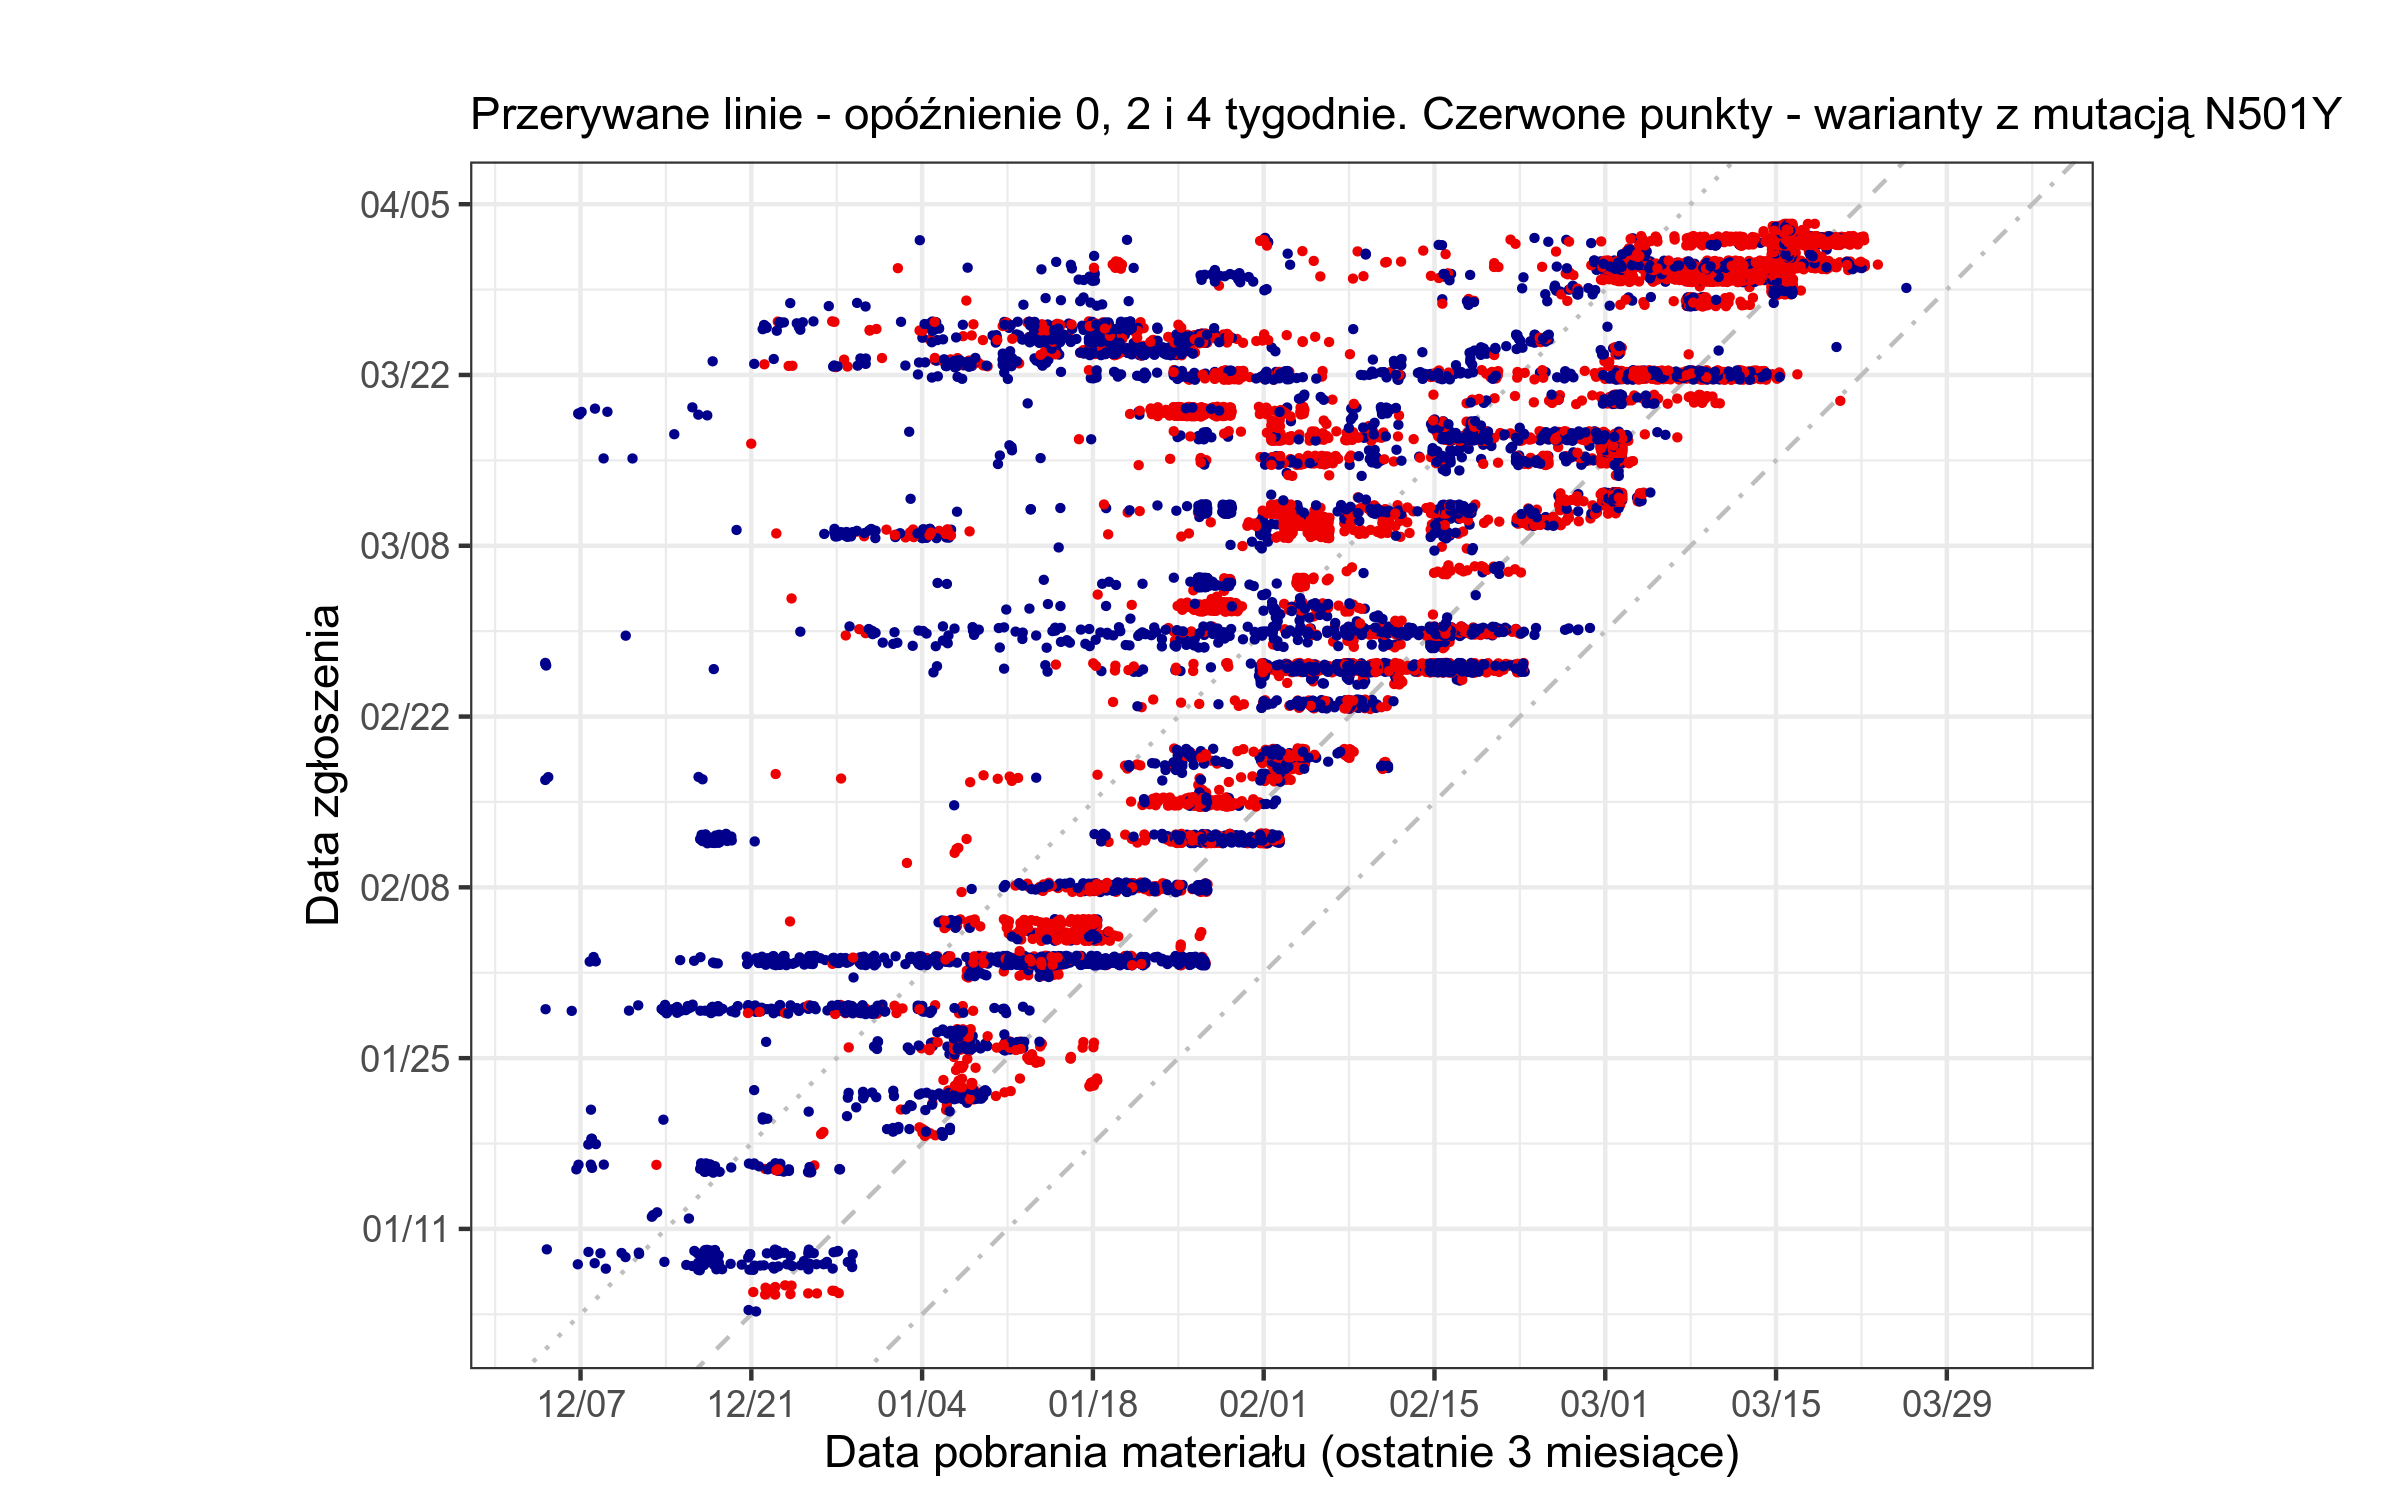 Przerywane linie - opóźnienie 0, 2 i 4 tygodnie. Czerwone punkty - warianty z mutacją N501Y
Data zgłoszenia
04/05
03/22
03/08
02/22
02/08
01/25
01/11
12/07 12/21 01/04 01/18 02/01 02/15 03/01 03/15 03/29
Data pobrania materiału (ostatnie 3 miesiące)